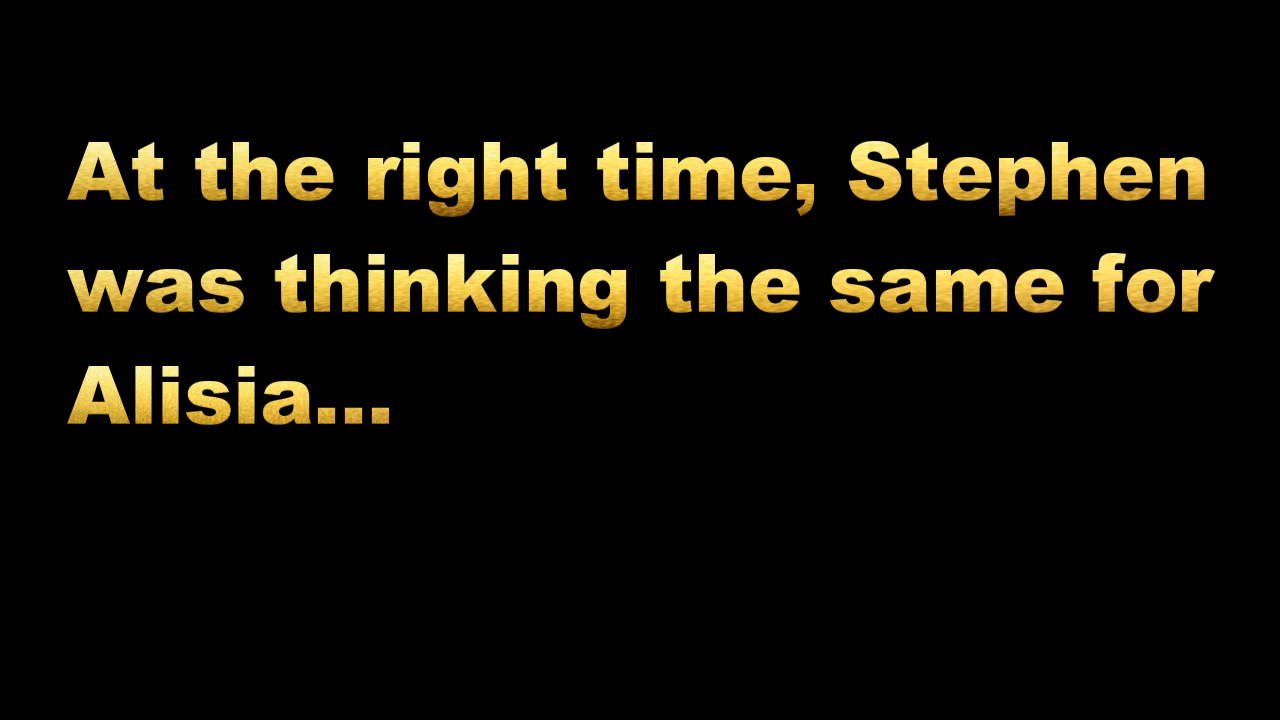 At the right time, Stephen
was thinking the same for
Alisia...